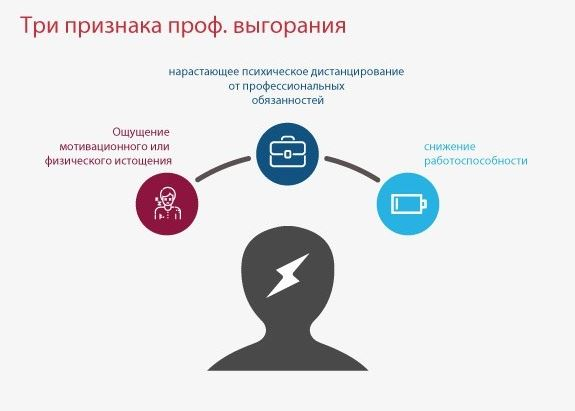 Три признака проф. выгорания
нарастающее психическое дистанцирование
от профессиональных
обязанностей
Ощущение
мотивационного или
физического истощения
снижение
работоспособности